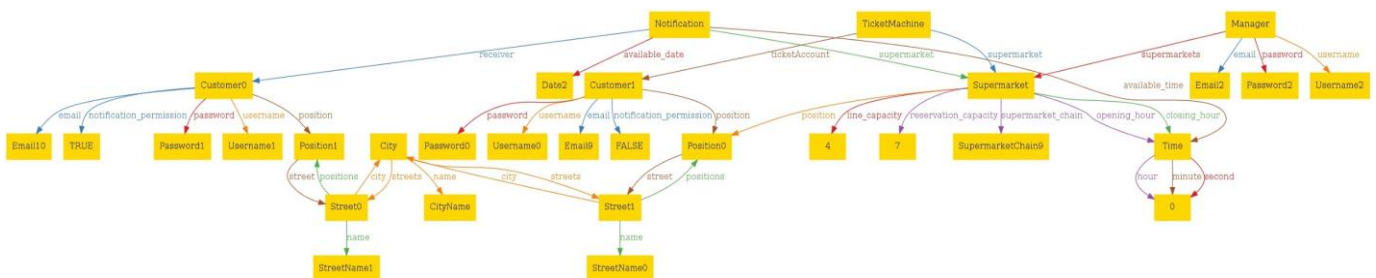 Notification
TicketMachine
Manager
receiver
available_date
ticketAccount
supermarket
supermarket
supermarkets
email
password
username
available_time
Customer0
Date2
Customer1
Supermarket
Email2
Password2
Username2
email
notification_permission
password
username
position
password
username
email
notification_permission
position
position
line_capacity
reservation_capacity
supermarket_chain
opening_hour
closing_hour
Email10
TRUE
Password1
Username1
Position1
City
Password0
Username0
Email9
FALSE
Position0
4
7
SupermarketChain9
Time
street
positions
city
streets
name
city
streets
street
positions
hour
minute
second
Street0
CityName
Street1
0
name
name
StreetName1
StreetName0